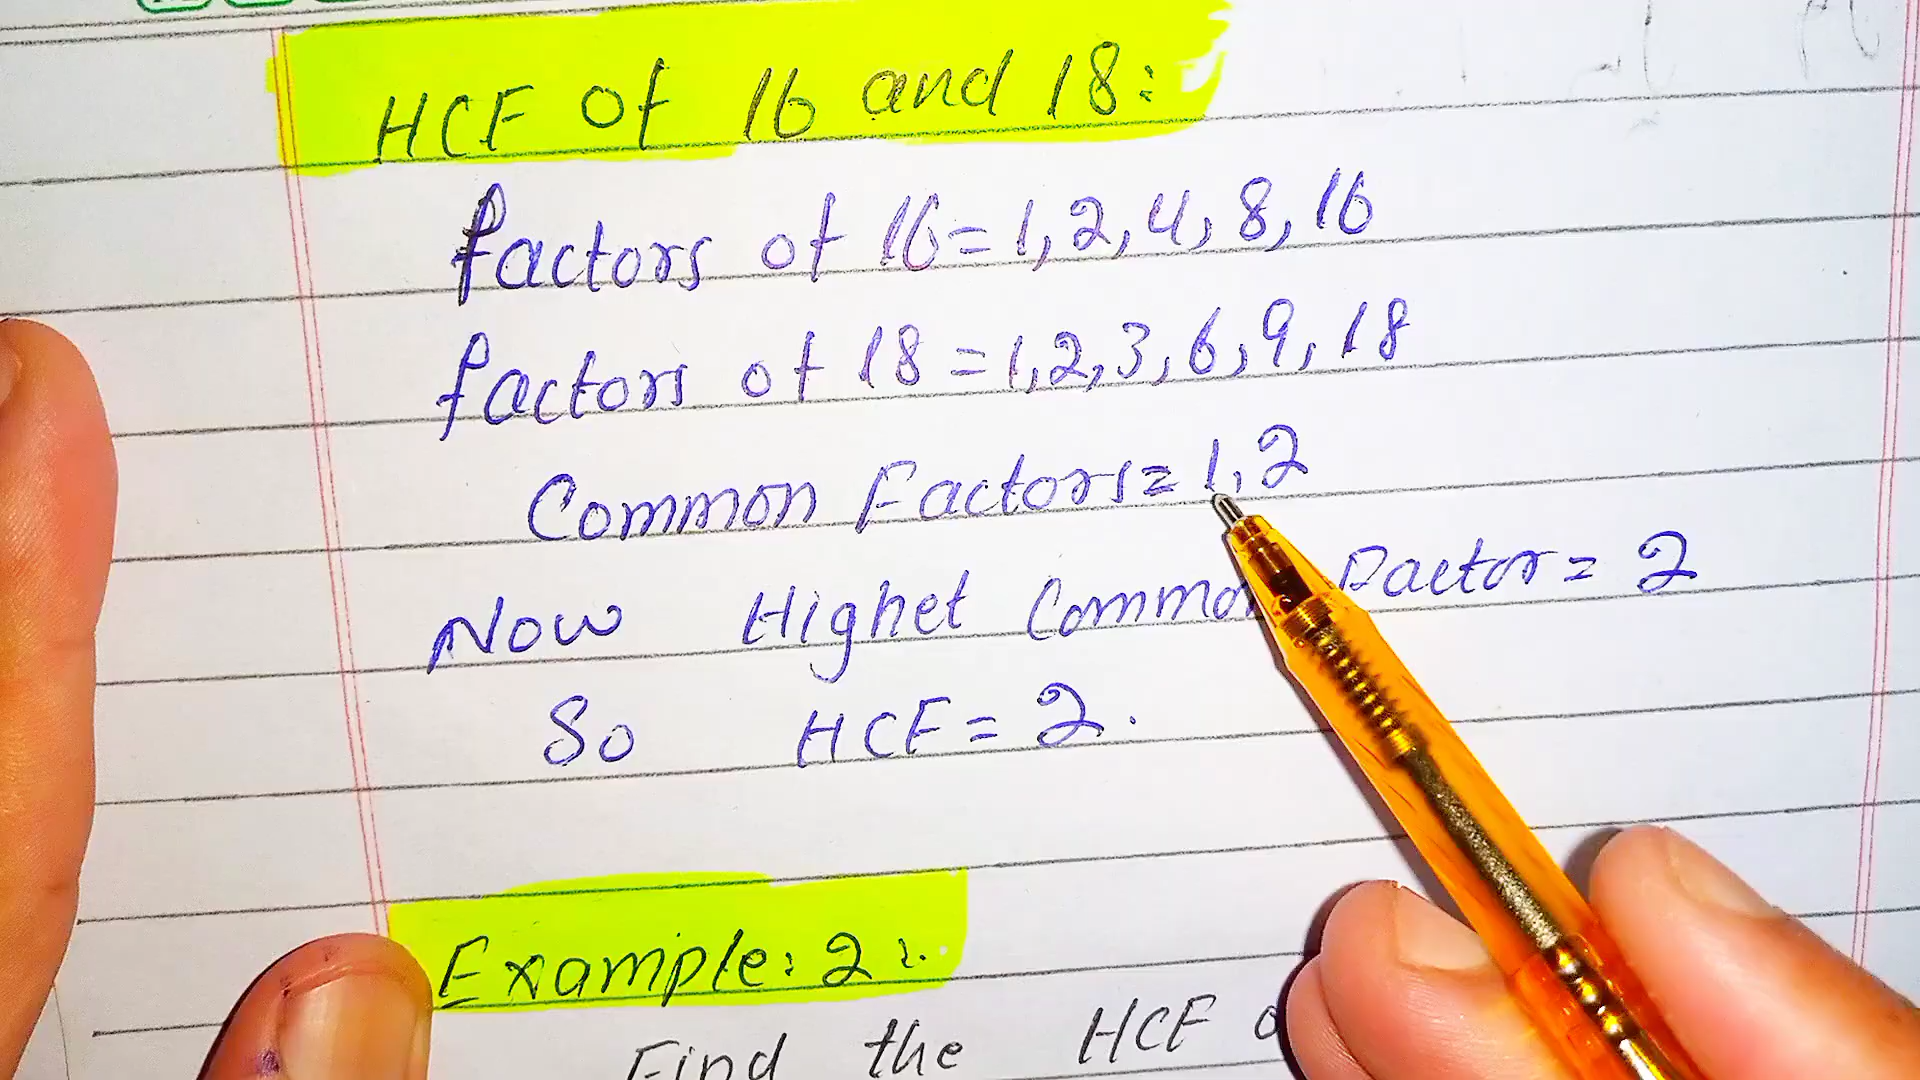 HCF of 16 and 18:
factors of 16=1,2,4,8,16
factors of 18=1,2,3,6,9,18
Common Factors=1,2
Now Highet Common Factor=2
So HCF=2.
Example:2:
Find the HCF